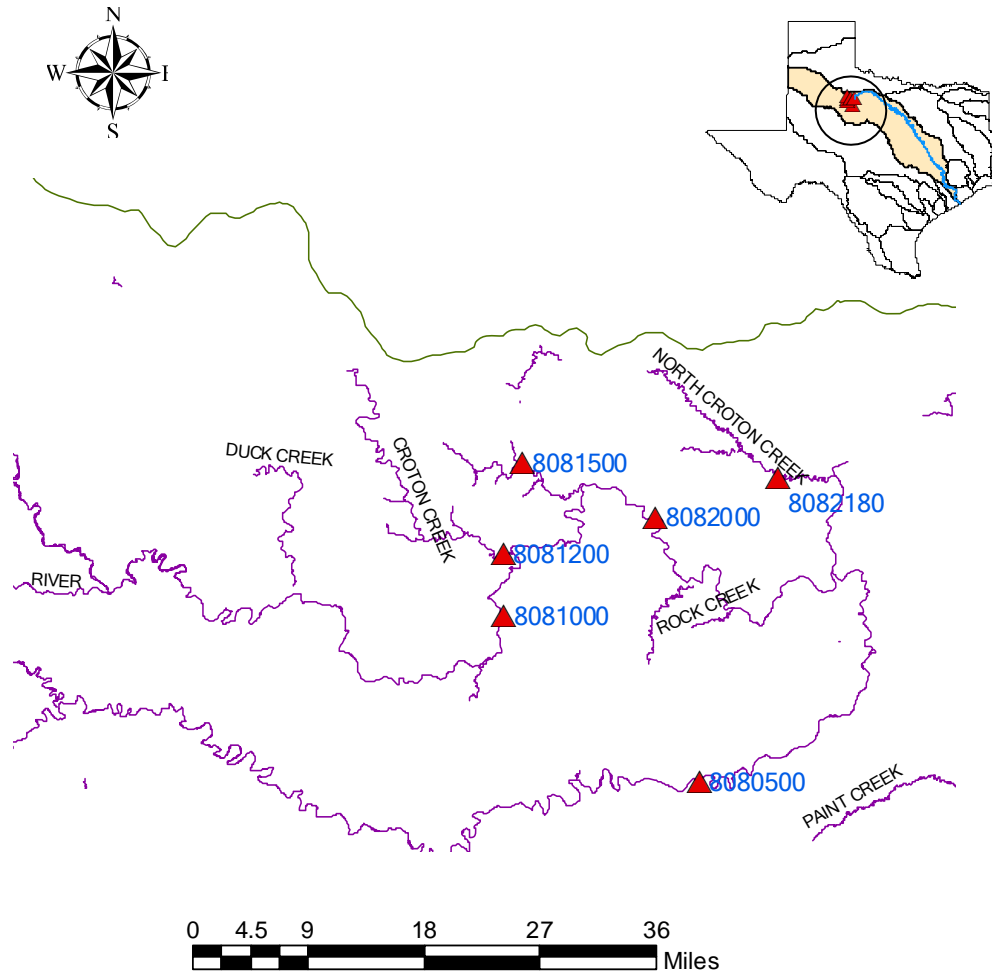 N
W
S
NORTH CROTON CREEK
DUCK CREEK
CROTON CREEK
8081500
8082180
8082000
8081200
RIVER
8081000
ROCK CREEK
8080500
PAINT CREEK
0 4.5 9 18 27 36
Miles